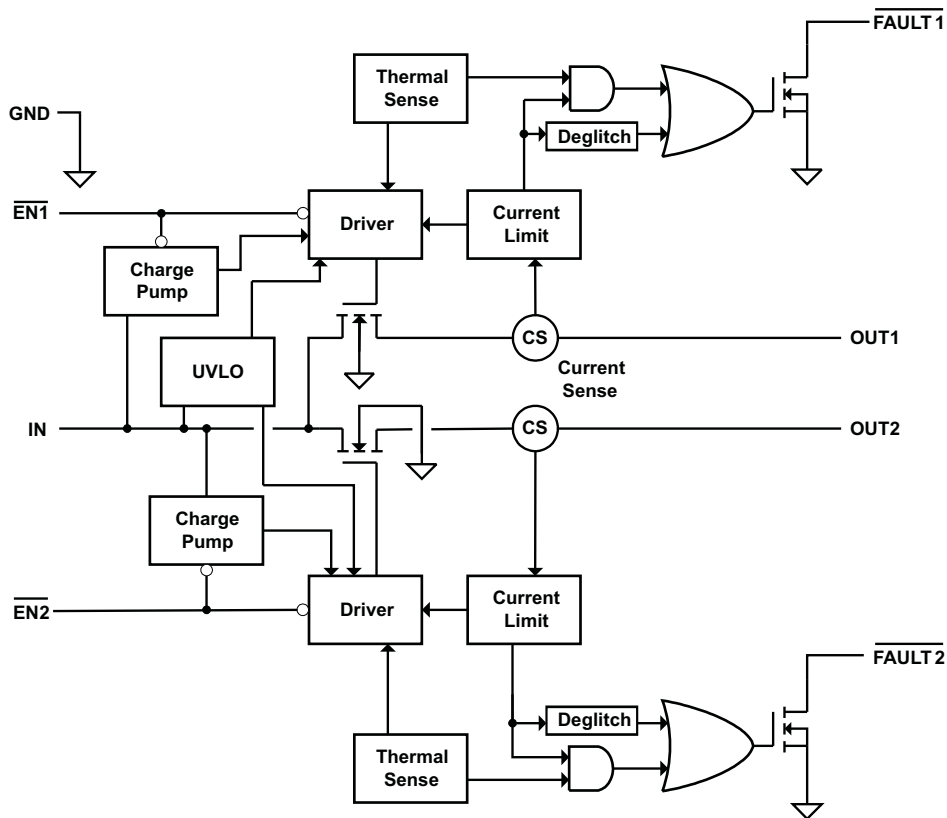 FAULT1
Thermal
Sense
Deglitch
GND
EN1
Driver
Current
Limit
Charge
Pump
UVLO
CS
OUT1
Current
Sense
IN
CS
OUT2
Charge
Pump
EN2
Driver
Current
Limit
FAULT2
Deglitch
Thermal
Sense